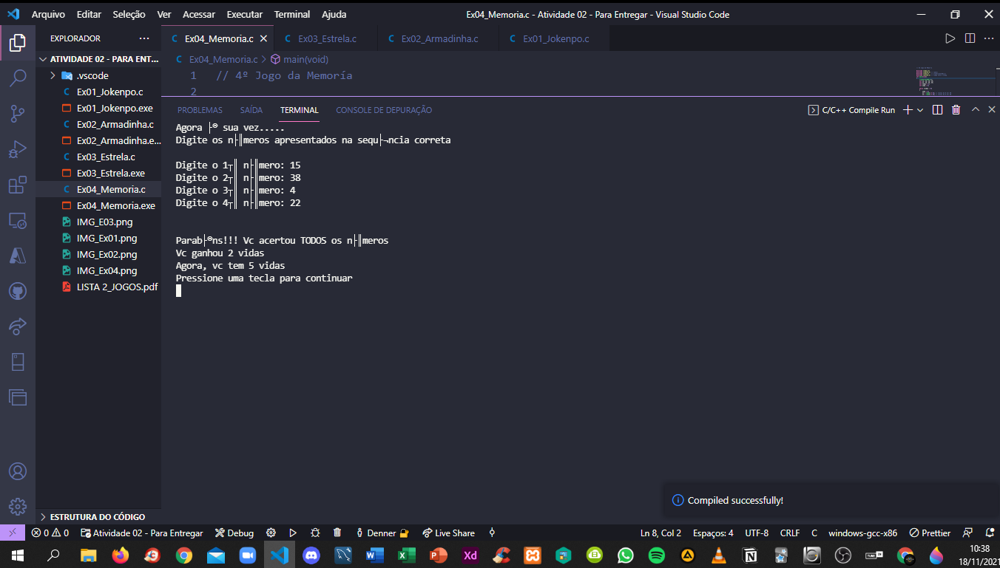 Arquivo Editar Seleção Ver Acessar Executar Terminal Ajuda
Ex04_Memoria.c - Atividade 02 - Para Entregar - Visual Studio Code
EXPLORADOR ...
ATIVIDADE 02 - PARA ENT...
.vscode
Ex01_Jokenpo.c
Ex01_Jokenpo.exe
Ex02_Armadinha.c
Ex02_Armadinha.e...
Ex03_Estrela.c
Ex03_Estrela.exe
Ex04_Memoria.c
Ex04_Memoria.exe
IMG_E03.png
IMG_Ex01.png
IMG_Ex02.png
IMG_Ex04.png
LISTA 2_JOGOS.pdf
ESTRUTURA DO CÓDIGO
Ex04_Memoria.c Ex03_Estrela.c Ex02_Armadinha.c Ex01_Jokenpo.c
Ex04_Memoria.c > main(void)
1 // 4º Jogo da Memoría
2
PROBLEMAS SAÍDA TERMINAL CONSOLE DE DEPURAÇÃO
C/C++ Compile Run
Agora ├® sua vez.....
Digite os n├║meros apresentados na sequ├¬ncia correta
Digite o 1┬║ n├║mero: 15
Digite o 2┬║ n├║mero: 38
Digite o 3┬║ n├║mero: 4
Digite o 4┬║ n├║mero: 22
Parab├®ns!!! Vc acertou TODOS os n├║meros
Vc ganhou 2 vidas
Agora, vc tem 5 vidas
Pressione uma tecla para continuar
Compiled successfully!
0 0 Atividade 02 - Para Entregar Debug Denner Live Share
Ln 8, Col 2 Espaços: 4 UTF-8 CRLF C windows-gcc-x86 Prettier
Xd
10:38
18/11/2021